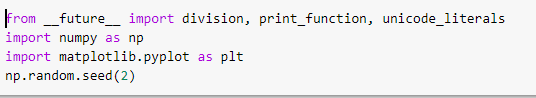 from __future__ import division, print_function, unicode_literals
import numpy as np
import matplotlib.pyplot as plt
np.random.seed(2)